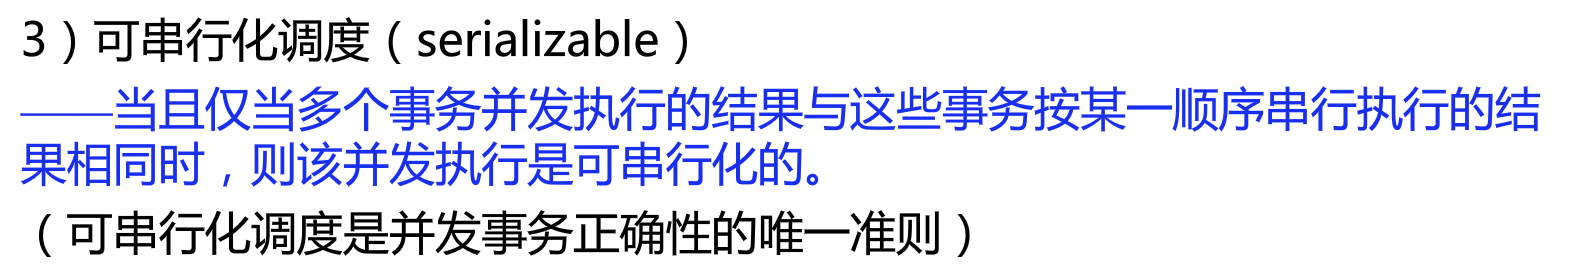 3）可串行化调度（serializable）
——当且仅当多个事务并发执行的结果与这些事务按某一顺序串行执行的结
果相同时，则该并发执行是可串行化的。
（可串行化调度是并发事务正确性的唯一准则）